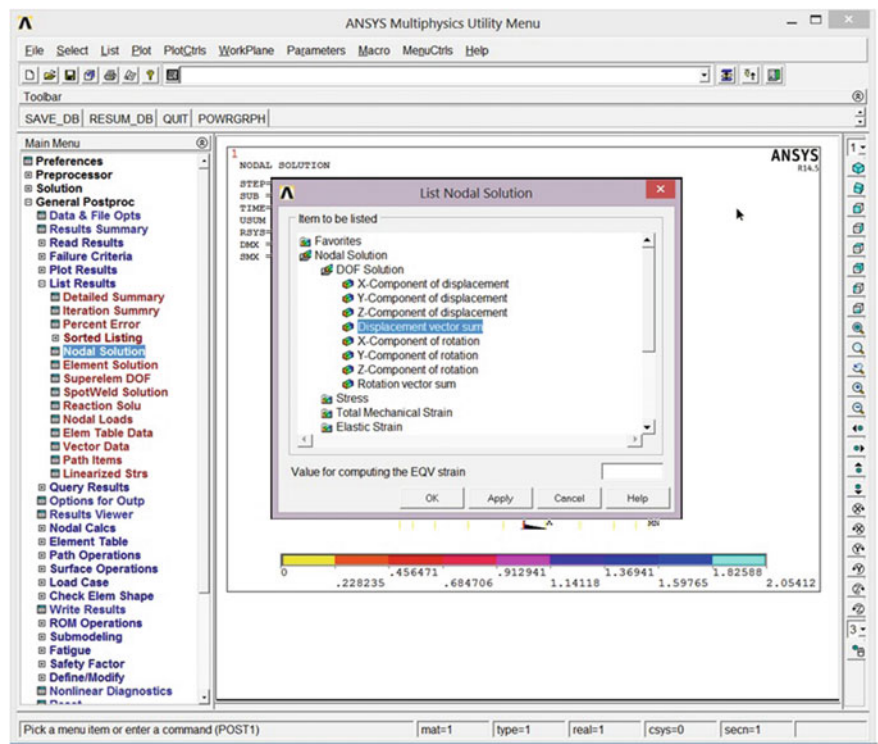 ANSYS Multiphysics Utility Menu
File Select List Plot PlotCtrls WorkPlane Parameters Macro MenuCtrls Help
Toolbar
SAVE_DB RESUM_DB QUIT POWRGRPH
Main Menu
Preferences
Preprocessor
Solution
General Postproc
Data & File Opts
Results Summary
Read Results
Failure Criteria
Plot Results
List Results
Detailed Summary
Iteration Summry
Percent Error
Sorted Listing
Nodal Solution
Element Solution
Superelem DOF
SpotWeld Solution
Reaction Solu
Nodal Loads
Elem Table Data
Vector Data
Path Items
Linearized Strs
Query Results
Options for Outp
Results Viewer
Nodal Calcs
Element Table
Path Operations
Surface Operations
Load Case
Check Elem Shape
Write Results
ROM Operations
Submodeling
Fatigue
Safety Factor
Define/Modify
Nonlinear Diagnostics
1
NODAL SOLUTION
STEP=
SUB =
TIME=
USUM
RSYS=
DMX =
SMX =
ANSYS
R14.5
List Nodal Solution
Item to be listed
Favorites
Nodal Solution
DOF Solution
X-Component of displacement
Y-Component of displacement
Z-Component of displacement
Displacement vector sum
X-Component of rotation
Y-Component of rotation
Z-Component of rotation
Rotation vector sum
Stress
Total Mechanical Strain
Elastic Strain
Value for computing the EQV strain
OK Apply Cancel Help
MN
0 .456471 .912941 1.36941 1.82588
.228235 .684706 1.14118 1.59765 2.05412
1
3
Pick a menu item or enter a command (POST1) mat=1 type=1 real=1 csys=0 secn=1